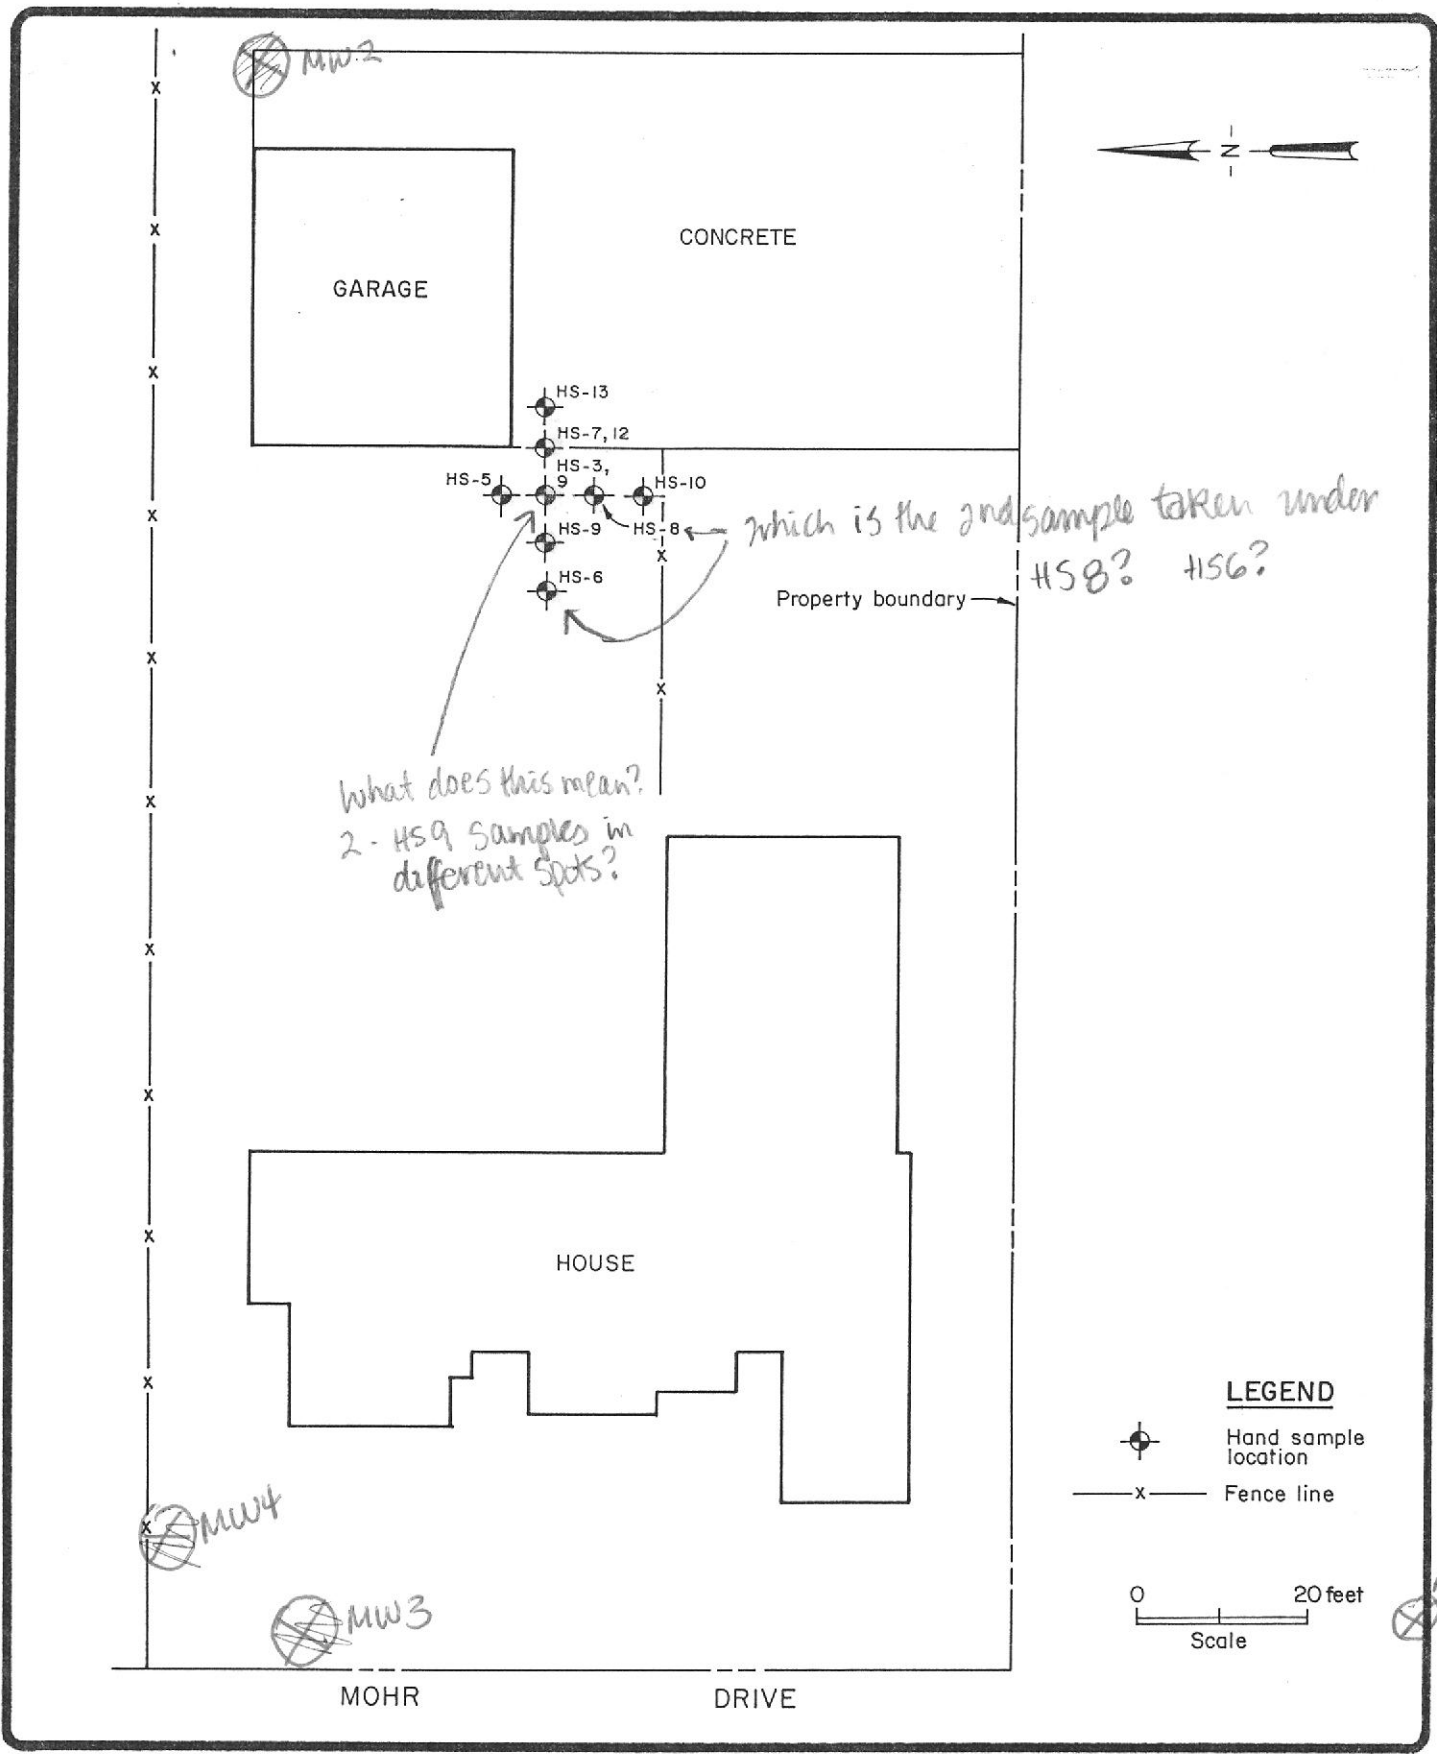 MW.2
-N-
CONCRETE
GARAGE
HS-13
HS-7, 12
HS-3,
HS-5
9
HS-10
HS-9
HS-8
which is the 2nd sample taken under
HS8? HS6?
HS-6
Property boundary
What does this mean?
2 - HS9 samples in
different spots?
HOUSE
LEGEND
Hand sample
location
x
Fence line
MW4
MW3
0 20 feet
Scale
MOHR DRIVE